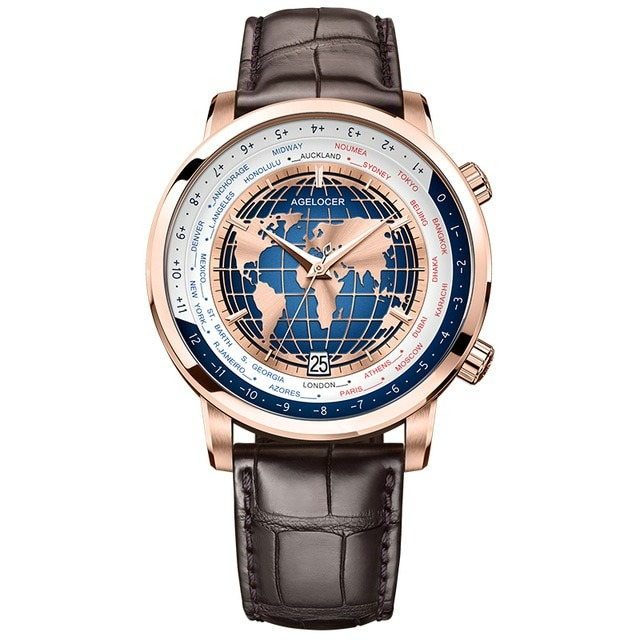 AGELOCER
25
LONDON
PARIS
ATHENS
MOSCOW
DUBAI
KARACHI
DHAKA
BANGKOK
BEIJING
TOKYO
SYDNEY
NOUMEA
AUCKLAND
MIDWAY
HONOLULU
ANCHORAGE
L.ANGELES
DENVER
MEXICO
NEW YORK
ST. BARTH
R.JANEIRO
S. GEORGIA
AZORES
0
+1
+2
+3
+4
+5
+6
+7
+8
+9
+10
+11
+12
-11
-10
-9
-8
-7
-6
-5
-4
-3
-2
-1